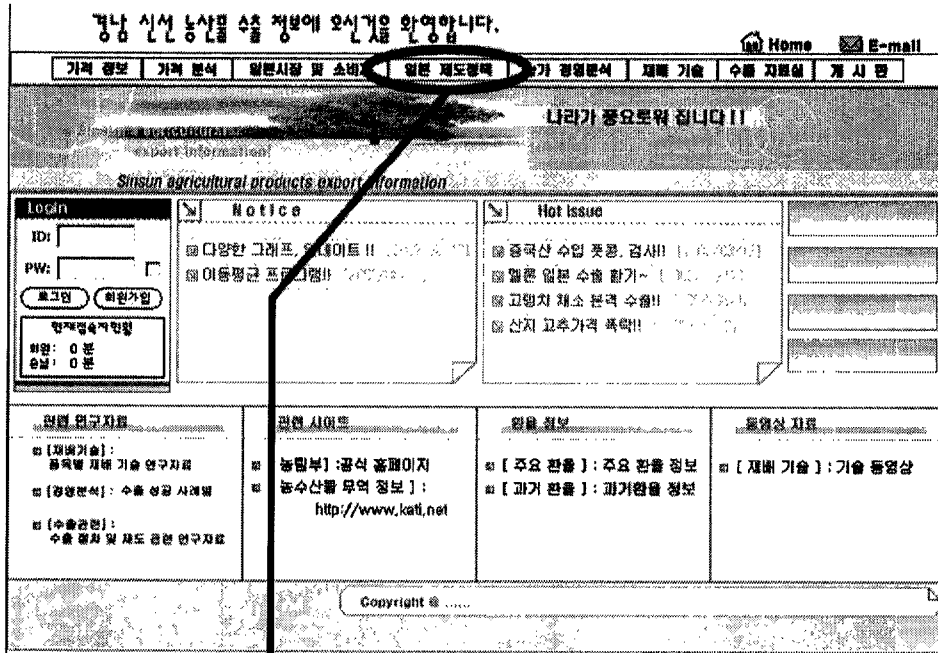 경남 신선 농산물 수출 정보에 오신것을 환영합니다.
Home E-mail
가격 정보 가격 분석 일본시장 및 소비 일본 제도정책 농가 경영분석 재배 기술 수출 자료실 게 시 판
나라가 풍요로워 집니다 !!
agricultural
export information
Sinsun agricultural products export information
Login
ID:
PW:
로그인 회원가입
현재접속자현황
회원: 0 분
손님: 0 분
Notice
다양한 그래프, 업데이트 !!
이동평균 프로그램!!
Hot Issue
중국산 수입 풋콩, 검사!!
멜론 일본 수출 활기~
고랭지 채소 본격 수출!!
산지 고추가격 폭락!!
관련 연구자료
[재배기술] :
품목별 재배 기술 연구자료
[경영분석] : 수출 성공 사례별
[수출관련] :
수출 절차 및 제도 관련 연구자료
관련 사이트
농림부] :공식 홈페이지
농수산물 무역 정보 ] :
http://www.kati.net
환율 정보
[ 주요 환율 ] : 주요 환율 정보
[ 과거 환율 ] : 과거환율 정보
동영상 자료
[ 재배 기술 ] : 기술 동영상
Copyright @ .....